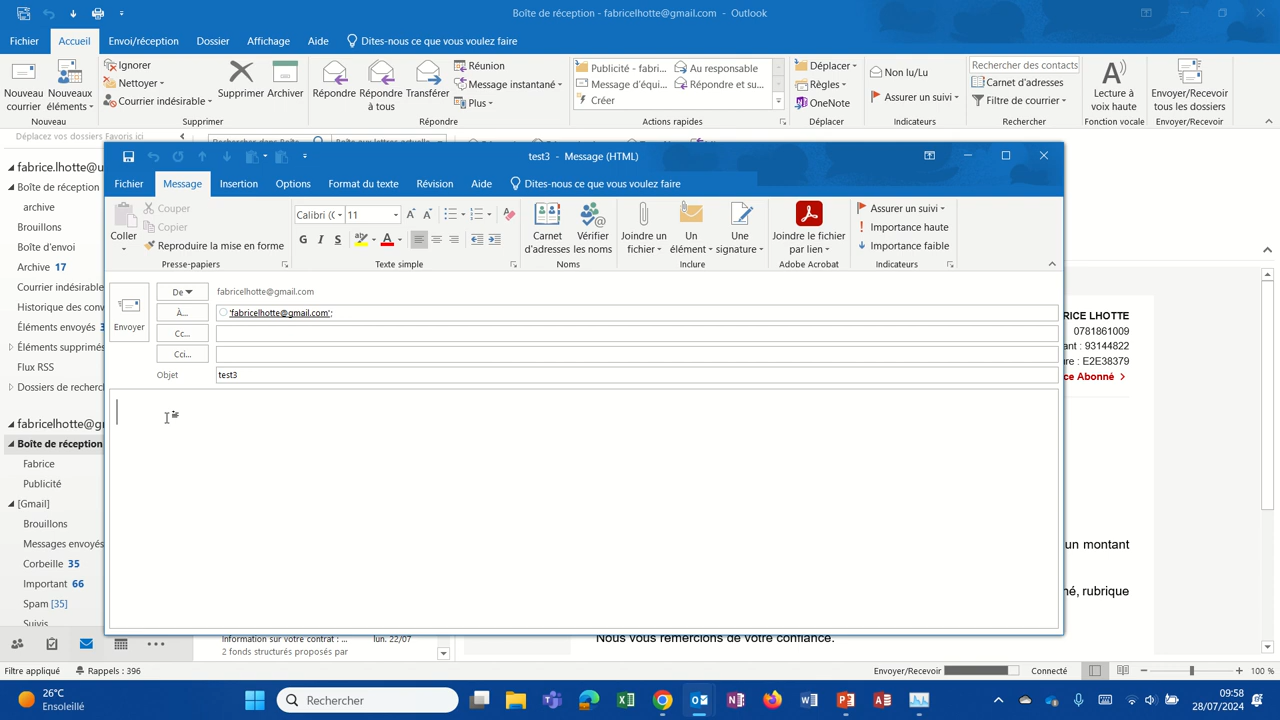 Boîte de réception - fabricelhotte@gmail.com - Outlook
Fichier Accueil Envoi/réception Dossier Affichage Aide Dites-nous ce que vous voulez faire
Nouveau courrier
Nouveaux éléments
Nouveau
Ignorer
Nettoyer
Courrier indésirable
Supprimer
Archiver
Supprimer
Répondre
Répondre à tous
Transférer
Réunion
Message instantané
Plus
Répondre
Publicité - fabri...
Message d'équi...
Créer
Au responsable
Répondre et su...
Actions rapides
Déplacer
Règles
OneNote
Déplacer
Non lu/Lu
Assurer un suivi
Indicateurs
Rechercher des contacts
Carnet d'adresses
Filtre de courrier
Rechercher
Lecture à voix haute
Fonction vocale
Envoyer/Recevoir tous les dossiers
Envoyer/Recevoir
Déplacez vos dossiers Favoris ici
fabrice.lhotte@u
Boîte de réception
archive
Brouillons
Boîte d'envoi
Archive 17
Courrier indésirable
Historique des conv
Éléments envoyés 3
Éléments supprimés
Flux RSS
Dossiers de recherc
fabricelhotte@gr
Boîte de réception
Fabrice
Publicité
[Gmail]
Brouillons
Messages envoyés
Corbeille 35
Important 66
Spam [35]
Suivis
test3 - Message (HTML)
Fichier Message Insertion Options Format du texte Révision Aide Dites-nous ce que vous voulez faire
Coller
Couper
Copier
Reproduire la mise en forme
Presse-papiers
Calibri (C 11
G I S
Texte simple
Carnet d'adresses
Vérifier les noms
Noms
Joindre un fichier
Un élément
Une signature
Inclure
Joindre le fichier par lien
Adobe Acrobat
Assurer un suivi
Importance haute
Importance faible
Indicateurs
Envoyer
De fabricelhotte@gmail.com
À... 'fabricelhotte@gmail.com';
Cc...
Cci...
Objet test3
RICE LHOTTE
0781861009
ant : 93144822
ure : E2E38379
ce Abonné >
un montant
né, rubrique
Nous vous remercions de votre confiance.
Information sur votre contrat : ... lun. 22/07
2 fonds structurés proposés par
Filtre appliqué Rappels : 396
Envoyer/Recevoir Connecté 100 %
26°C
Ensoleillé
Rechercher
09:58
28/07/2024